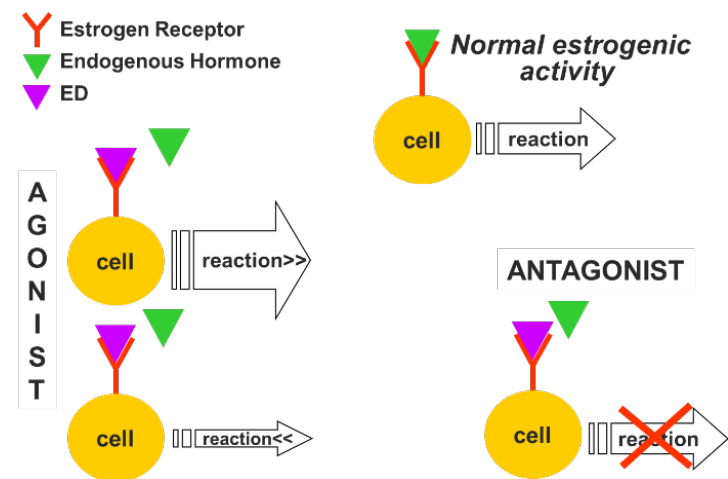 Estrogen Receptor
Endogenous Hormone
ED
Normal estrogenic
activity
cell
reaction
A
G
O
N
I
S
T
cell
reaction>>
cell
reaction<<
ANTAGONIST
cell
reaction